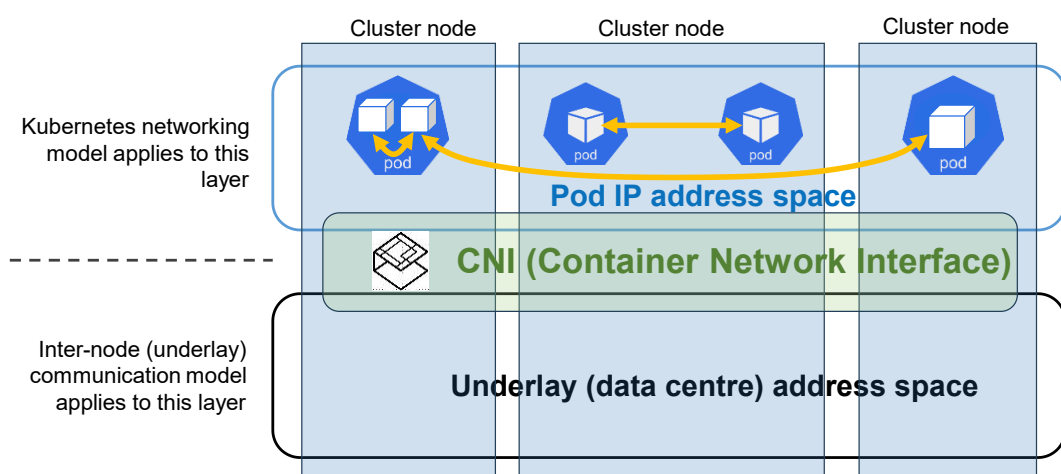 Cluster node
Cluster node
Cluster node
Kubernetes networking
model applies to this
layer
pod
pod
pod
pod
Pod IP address space
CNI (Container Network Interface)
Inter-node (underlay)
communication model
applies to this layer
Underlay (data centre) address space